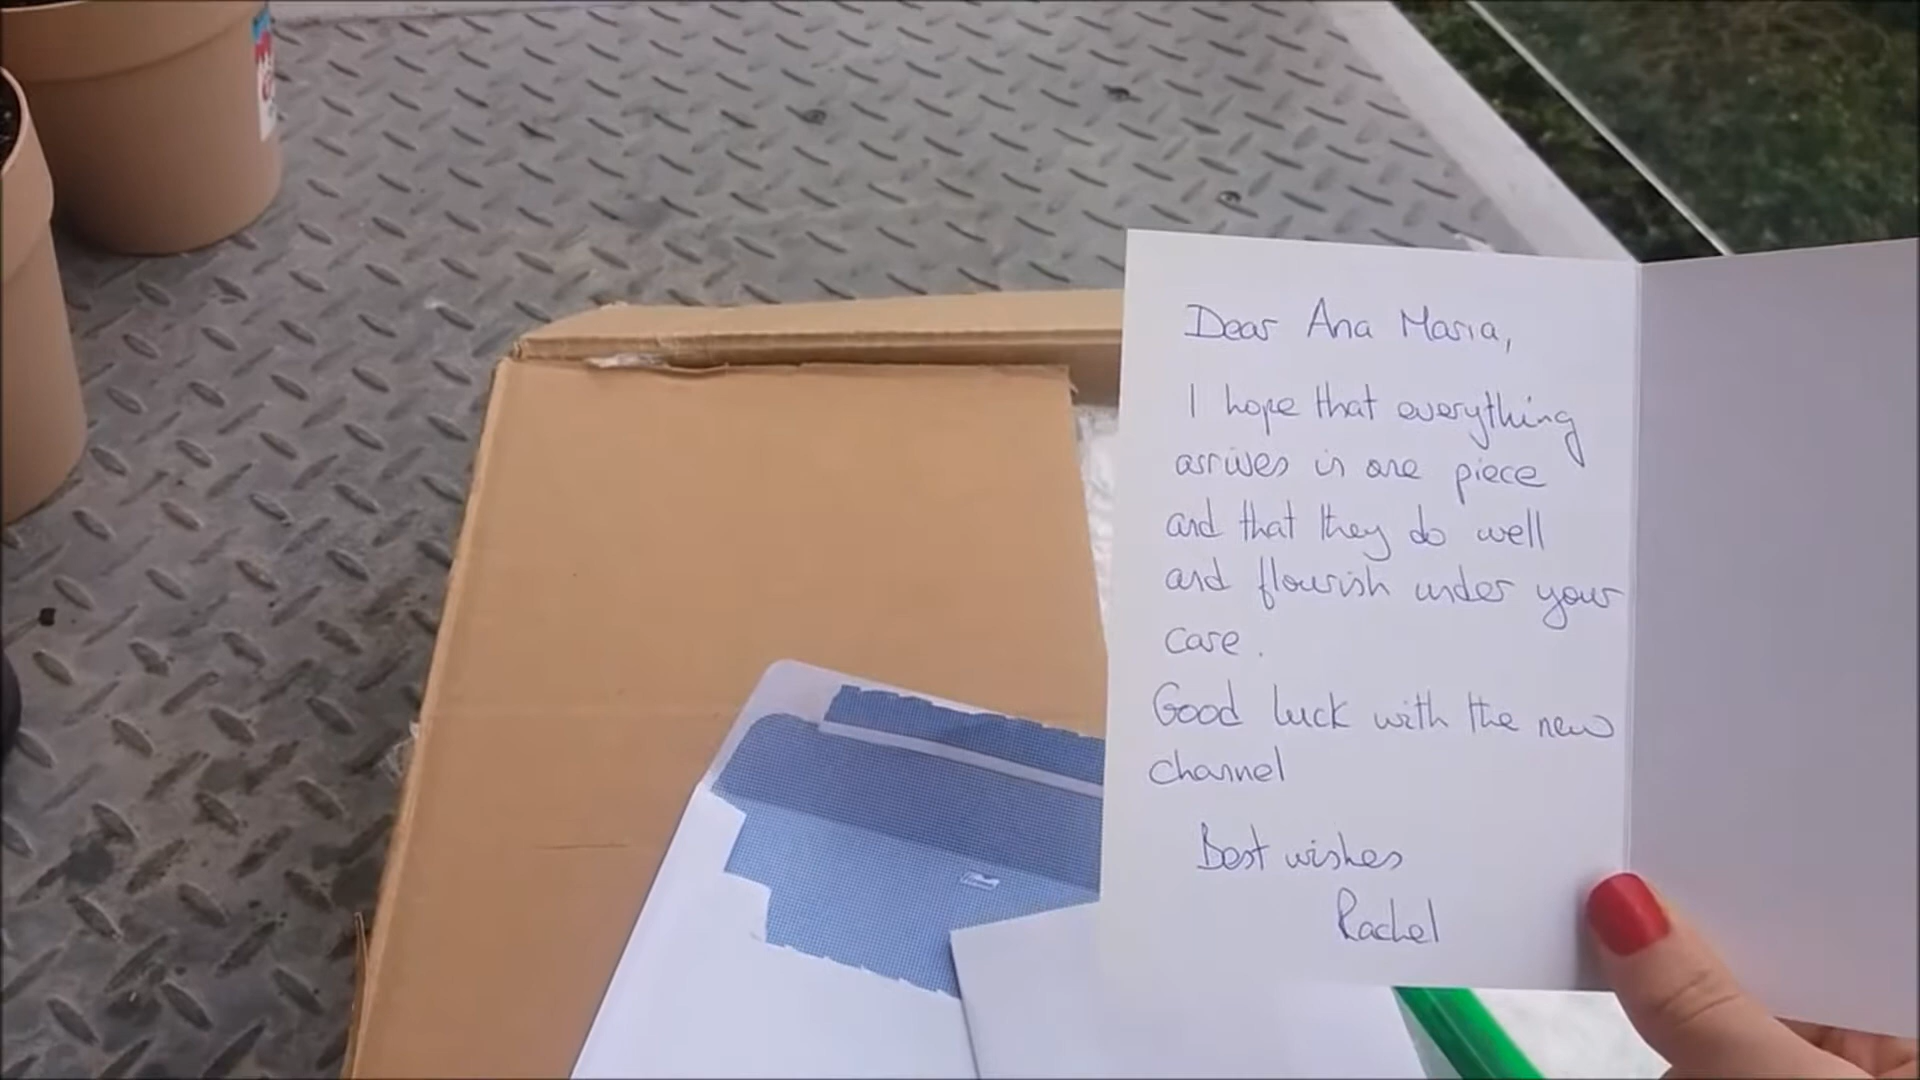 Dear Ana Maria,
I hope that everything
arrives in one piece
and that they do well
and flourish under your
care.
Good luck with the new
channel
Best wishes
Rachel